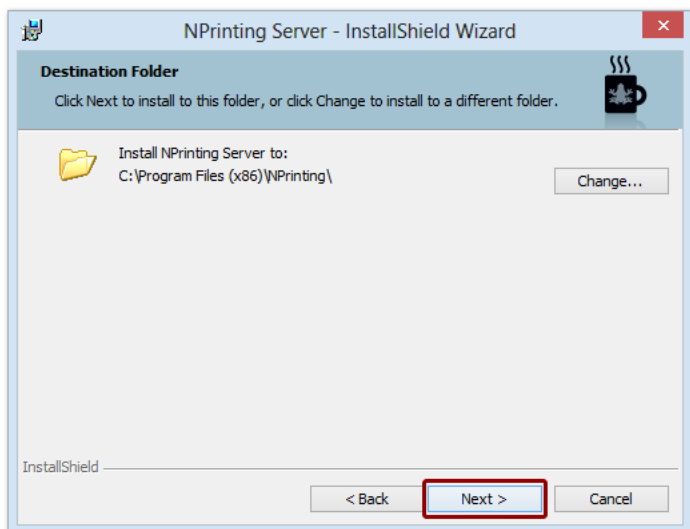 NPrinting Server - InstallShield Wizard
Destination Folder
Click Next to install to this folder, or click Change to install to a different folder.
Install NPrinting Server to:
C:\Program Files (x86)\NPrinting\
Change...
InstallShield
< Back
Next >
Cancel